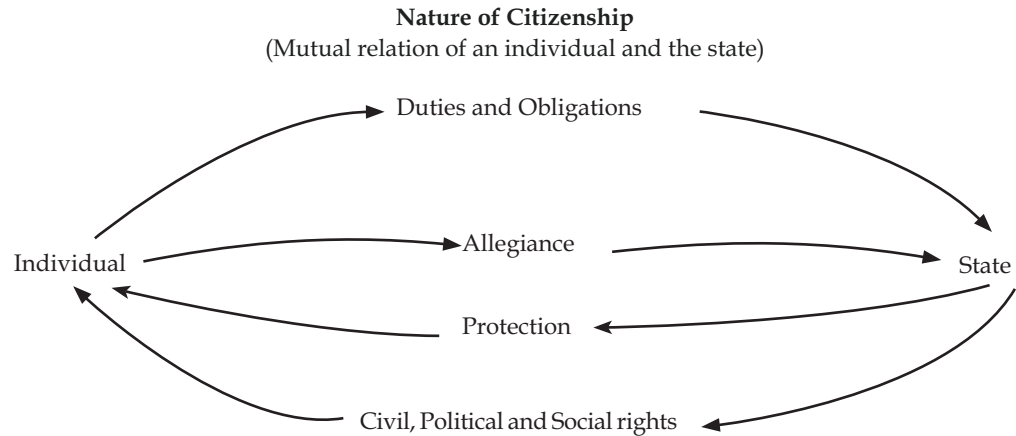 Nature of Citizenship
(Mutual relation of an individual and the state)
Duties and Obligations
Allegiance
Individual
State
Protection
Civil, Political and Social rights